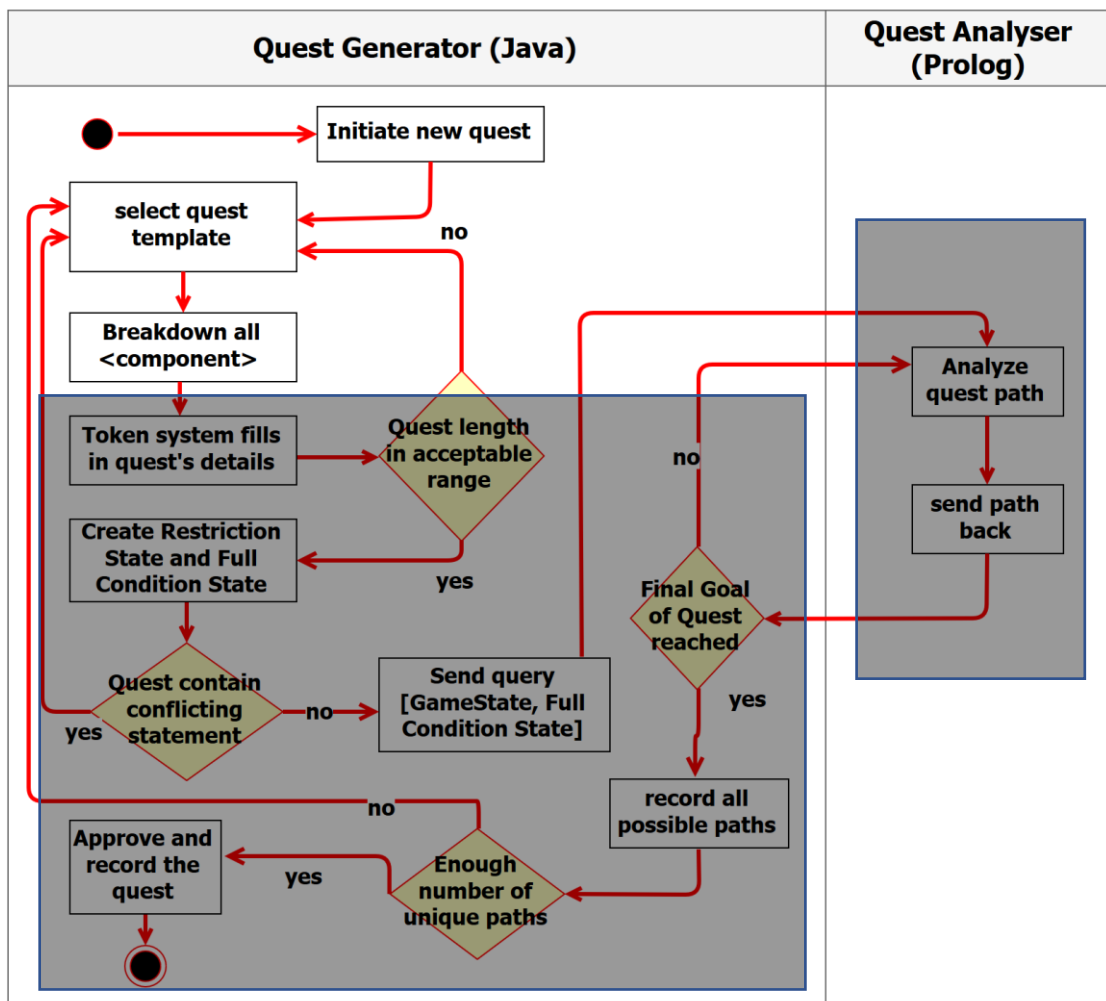 Quest Generator (Java)
Quest Analyser
(Prolog)
Initiate new quest
select quest
template
no
Breakdown all
<component>
Token system fills
in quest's details
Quest length
in acceptable
range
yes
Create Restriction
State and Full
Condition State
Quest contain
conflicting
statement
yes
no
Send query
[GameState, Full
Condition State]
Analyze
quest path
send path
back
no
Final Goal
of Quest
reached
yes
record all
possible paths
Enough
number of
unique paths
no
yes
Approve and
record the
quest